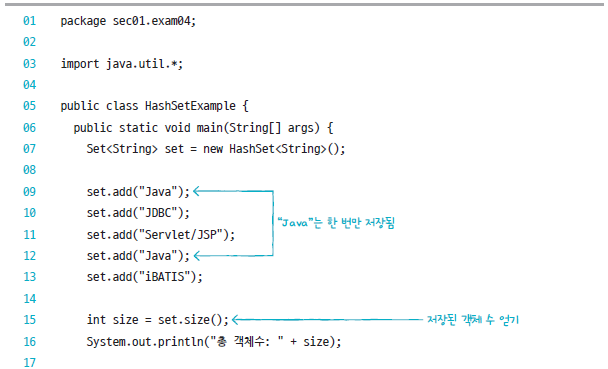 01 package sec01.exam04;
02
03 import java.util.*;
04
05 public class HashSetExample {
06 public static void main(String[] args) {
07 Set<String> set = new HashSet<String>();
08
09 set.add("Java");
10 set.add("JDBC");
11 set.add("Servlet/JSP"); "Java"는 한 번만 저장됨
12 set.add("Java");
13 set.add("iBATIS");
14
15 int size = set.size(); 저장된 객체 수 얻기
16 System.out.println("총 객체수: " + size);
17